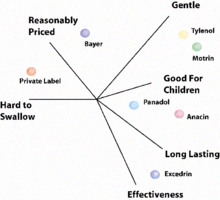 Gentle
Reasonably
Priced
Tylenol
Bayer
Motrin
Private Label
Good For
Children
Hard to
Swallow
Panadol
Anacin
Long Lasting
Excedrin
Effectiveness